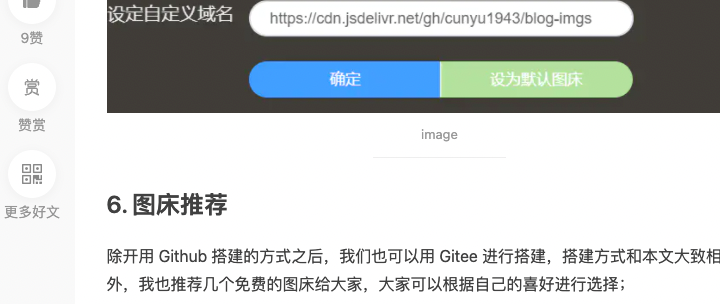 设定自定义域名
https://cdn.jsdelivr.net/gh/cunyu1943/blog-imgs
9赞
确定
设为默认图床
赏
赞赏
image
更多好文
6. 图床推荐
除开用 Github 搭建的方式之后，我们也可以用 Gitee 进行搭建，搭建方式和本文大致相
外，我也推荐几个免费的图床给大家，大家可以根据自己的喜好进行选择；